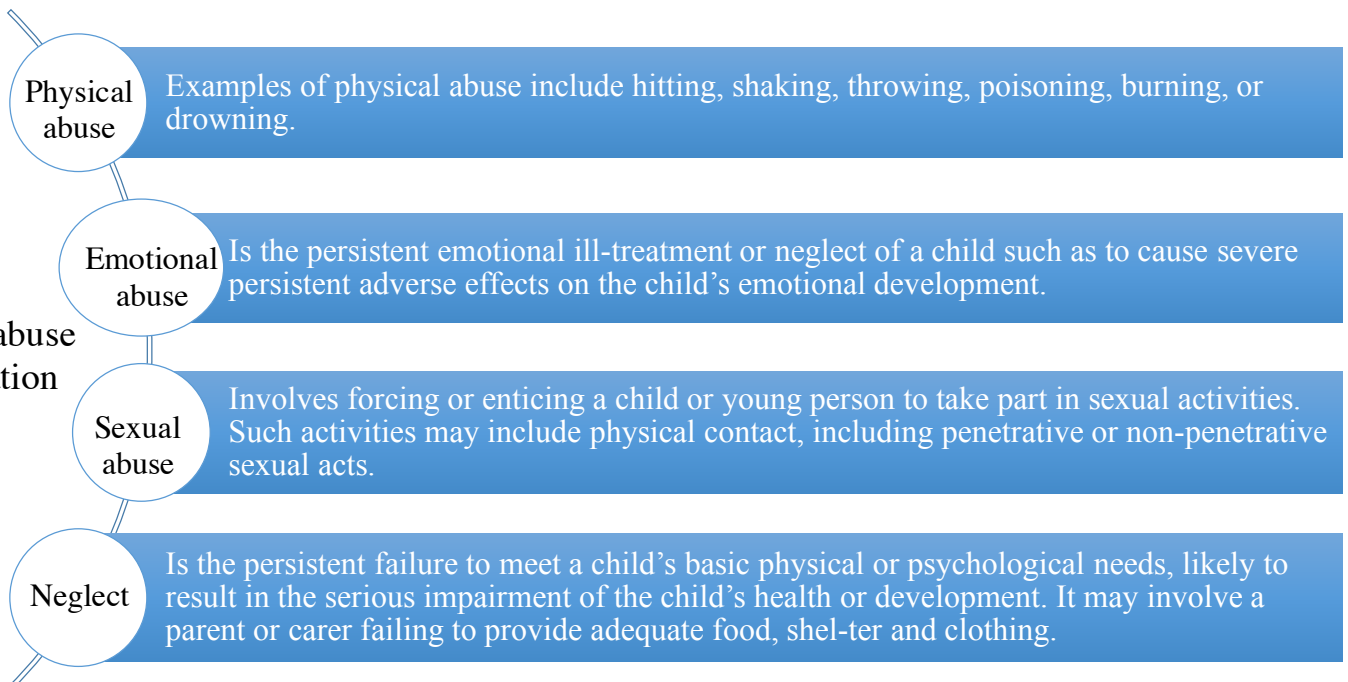 Physical
abuse
Examples of physical abuse include hitting, shaking, throwing, poisoning, burning, or
drowning.
Emotional
abuse
Is the persistent emotional ill-treatment or neglect of a child such as to cause severe
persistent adverse effects on the child’s emotional development.
abuse
Sexual
abuse
Involves forcing or enticing a child or young person to take part in sexual activities.
Such activities may include physical contact, including penetrative or non-penetrative
sexual acts.
Neglect
Is the persistent failure to meet a child’s basic physical or psychological needs, likely to
result in the serious impairment of the child’s health or development. It may involve a
parent or carer failing to provide adequate food, shel-ter and clothing.